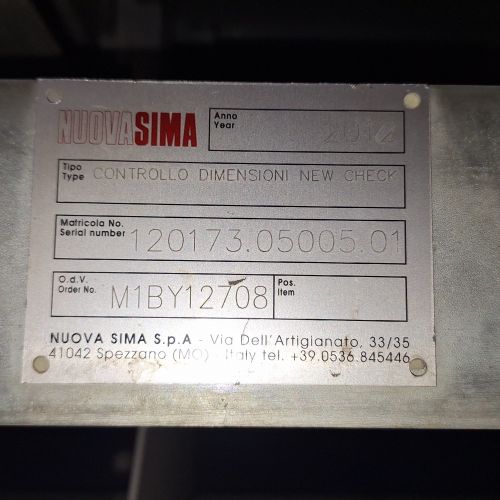 NUOVASIMA
Anno
Year
2012
Tipo
Type
CONTROLLO DIMENSIONI NEW CHECK
Matricola No.
Serial number
120173.05005.01
O.d.V.
Order No.
M1BY12708
Pos.
Item
NUOVA SIMA S.p.A - Via Dell'Artigianato, 33/35
41042 Spezzano (MO) - Italy tel. +39.0536.845446